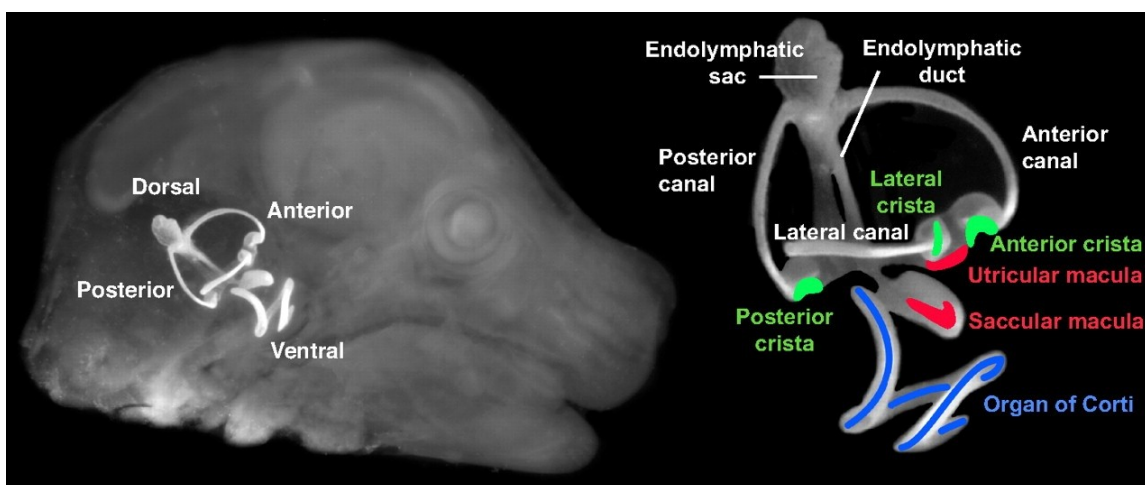 Dorsal
Anterior
Posterior
Ventral
Endolymphatic
sac
Endolymphatic
duct
Posterior
canal
Anterior
canal
Lateral
crista
Lateral canal
Anterior crista
Utricular macula
Posterior
crista
Saccular macula
Organ of Corti